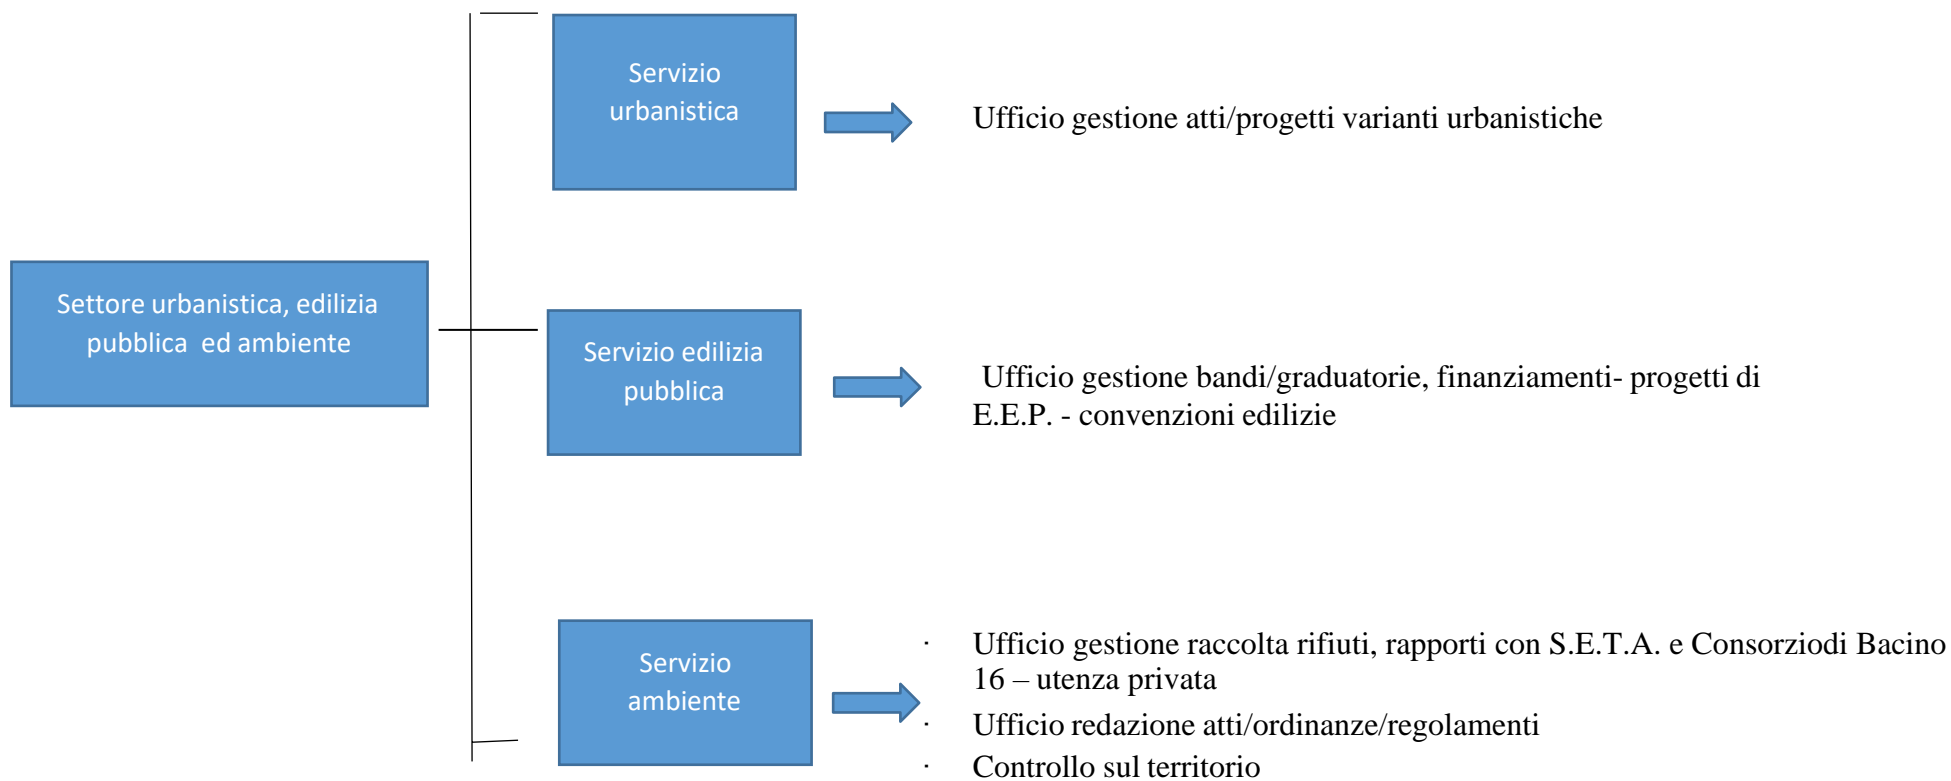 Servizio
urbanistica
Ufficio gestione atti/progetti varianti urbanistiche
Settore urbanistica, edilizia
pubblica  ed ambiente
Servizio edilizia
pubblica
Ufficio gestione bandi/graduatorie, finanziamenti- progetti di
E.E.P. - convenzioni edilizie
Servizio
ambiente
· Ufficio gestione raccolta rifiuti, rapporti con S.E.T.A. e Consorziodi Bacino
16 – utenza privata
· Ufficio redazione atti/ordinanze/regolamenti
· Controllo sul territorio